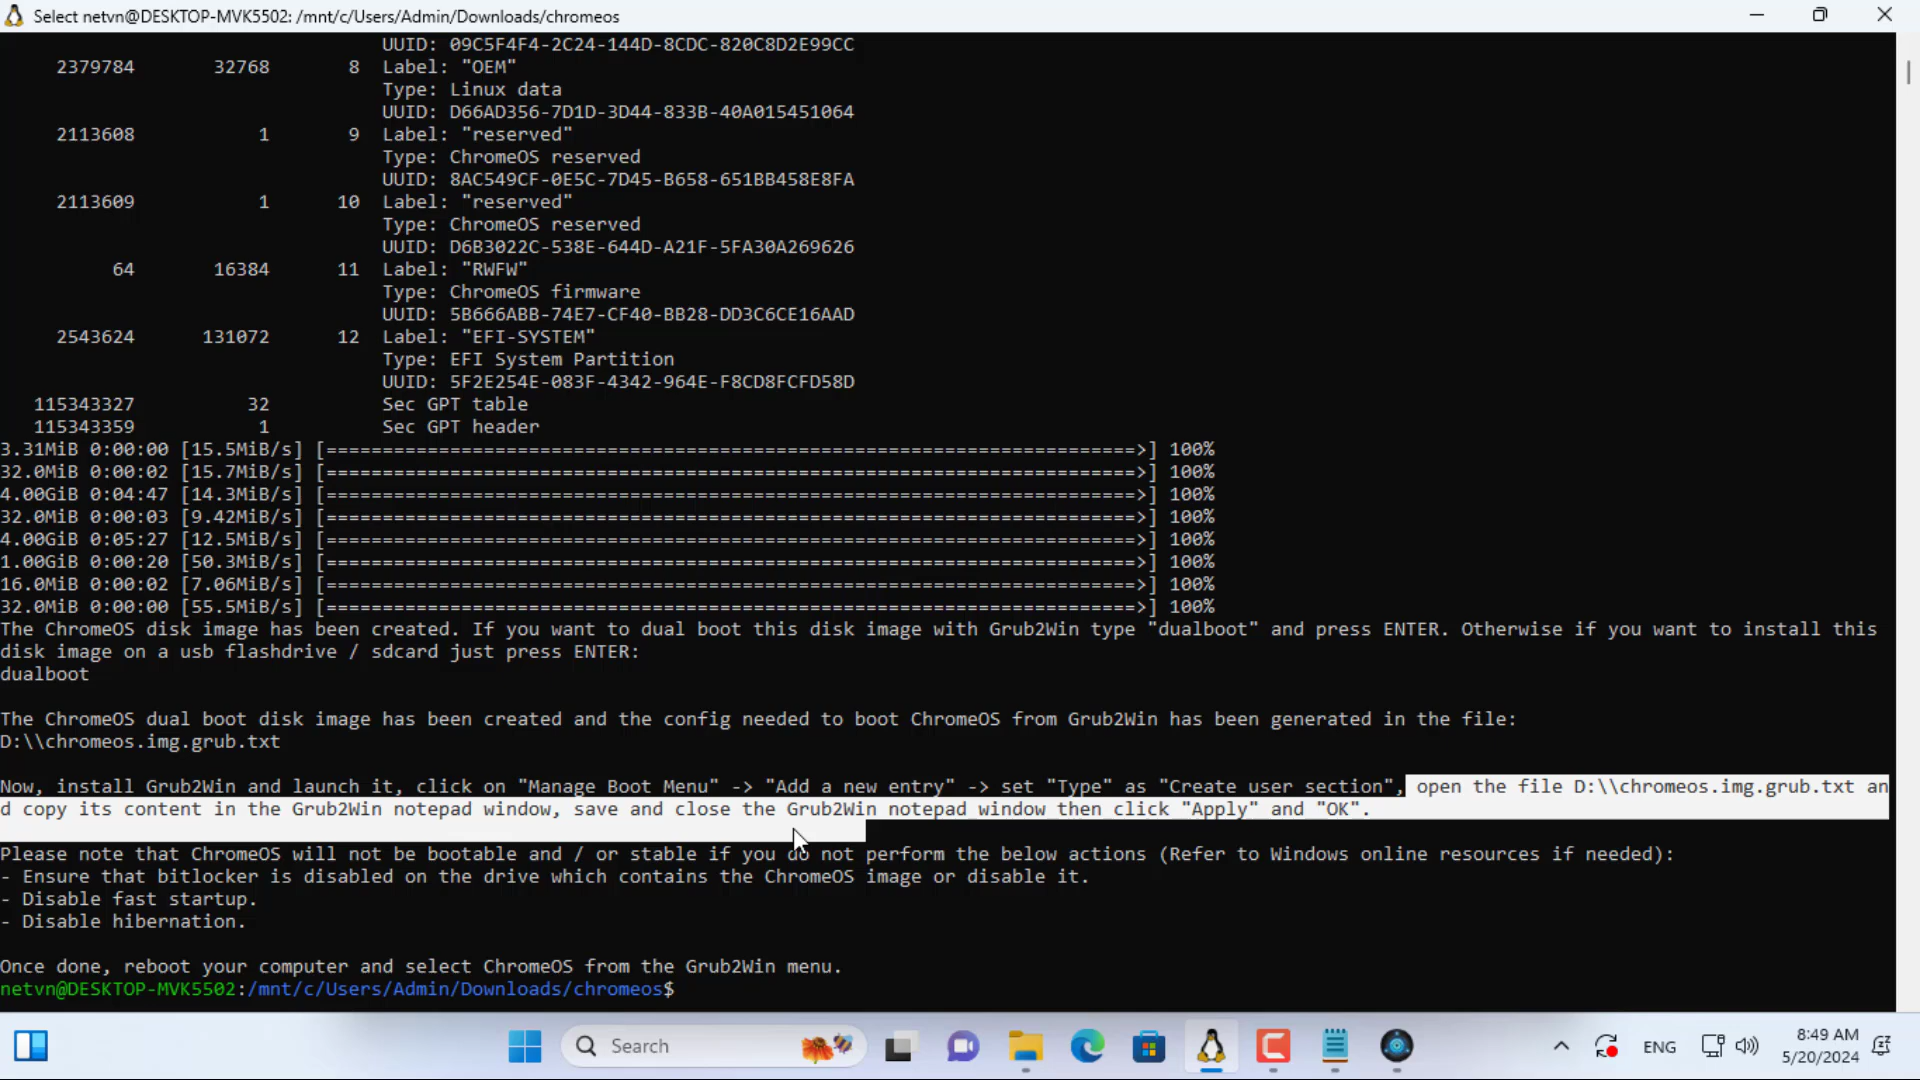 Select netvn@DESKTOP-MVK5502: /mnt/c/Users/Admin/Downloads/chromeos
UUID: 09C5F4F4-2C24-144D-8CDC-820C8D2E99CC
2379784 32768 8 Label: "OEM"
Type: Linux data
UUID: D66AD356-7D1D-3D44-833B-40A015451064
2113608 1 9 Label: "reserved"
Type: ChromeOS reserved
UUID: 8AC549CF-0E5C-7D45-B658-651BB458E8FA
2113609 1 10 Label: "reserved"
Type: ChromeOS reserved
UUID: D6B3022C-538E-644D-A21F-5FA30A269626
64 16384 11 Label: "RWFW"
Type: ChromeOS firmware
UUID: 5B666ABB-74E7-CF40-BB28-DD3C6CE16AAD
2543624 131072 12 Label: "EFI-SYSTEM"
Type: EFI System Partition
UUID: 5F2E254E-083F-4342-964E-F8CD8FCFD58D
115343327 32 Sec GPT table
115343359 1 Sec GPT header
3.31MiB 0:00:00 [15.5MiB/s] [========================================================================>] 100%
32.0MiB 0:00:02 [15.7MiB/s] [========================================================================>] 100%
4.00GiB 0:04:47 [14.3MiB/s] [========================================================================>] 100%
32.0MiB 0:00:03 [9.42MiB/s] [========================================================================>] 100%
4.00GiB 0:05:27 [12.5MiB/s] [========================================================================>] 100%
1.00GiB 0:00:20 [50.3MiB/s] [========================================================================>] 100%
16.0MiB 0:00:02 [7.06MiB/s] [========================================================================>] 100%
32.0MiB 0:00:00 [55.5MiB/s] [========================================================================>] 100%
The ChromeOS disk image has been created. If you want to dual boot this disk image with Grub2Win type "dualboot" and press ENTER. Otherwise if you want to install this
disk image on a usb flashdrive / sdcard just press ENTER:
dualboot
The ChromeOS dual boot disk image has been created and the config needed to boot ChromeOS from Grub2Win has been generated in the file:
D:\\chromeos.img.grub.txt
Now, install Grub2Win and launch it, click on "Manage Boot Menu" -> "Add a new entry" -> set "Type" as "Create user section", open the file D:\\chromeos.img.grub.txt an
d copy its content in the Grub2Win notepad window, save and close the Grub2Win notepad window then click "Apply" and "OK".
Please note that ChromeOS will not be bootable and / or stable if you do not perform the below actions (Refer to Windows online resources if needed):
- Ensure that bitlocker is disabled on the drive which contains the ChromeOS image or disable it.
- Disable fast startup.
- Disable hibernation.
Once done, reboot your computer and select ChromeOS from the Grub2Win menu.
netvn@DESKTOP-MVK5502:/mnt/c/Users/Admin/Downloads/chromeos$
Search
ENG
8:49 AM
5/20/2024